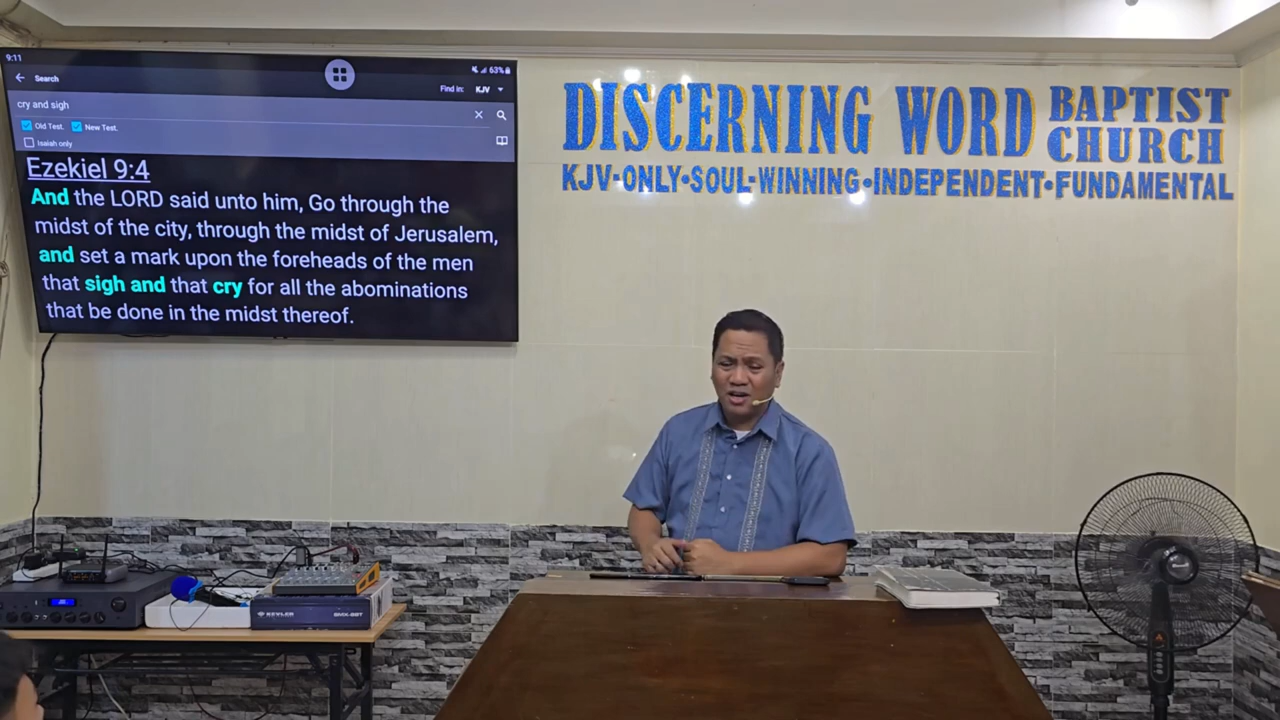 9:11
63%
Search
Find in: KJV
cry and sigh
Old Test. New Test.
Isaiah only
Ezekiel 9:4
And the LORD said unto him, Go through the
midst of the city, through the midst of Jerusalem,
and set a mark upon the foreheads of the men
that sigh and that cry for all the abominations
that be done in the midst thereof.
DISCERNING WORD BAPTIST CHURCH
KJV-ONLY•SOUL-WINNING•INDEPENDENT•FUNDAMENTAL
KEVLER